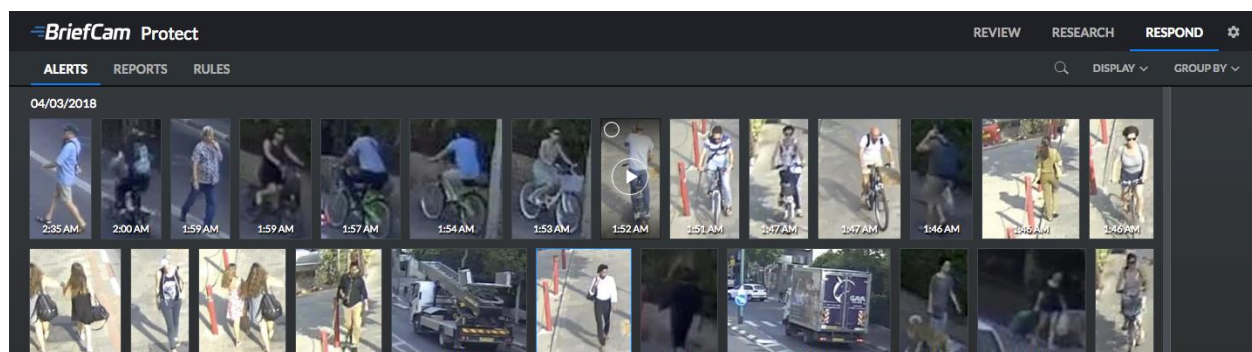 BriefCam Protect
REVIEW RESEARCH RESPOND
ALERTS REPORTS RULES
DISPLAY GROUP BY
04/03/2018
2:35 AM 2:00 AM 1:59 AM 1:59 AM 1:57 AM 1:54 AM 1:53 AM 1:52 AM 1:51 AM 1:47 AM 1:47 AM 1:46 AM 1:46 AM 1:46 AM